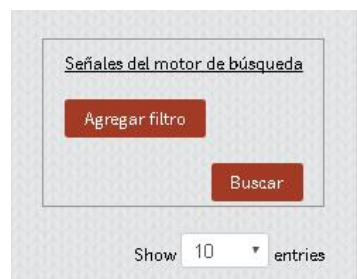 Señales del motor de búsqueda
Agregar filtro
Buscar
Show 10 entries